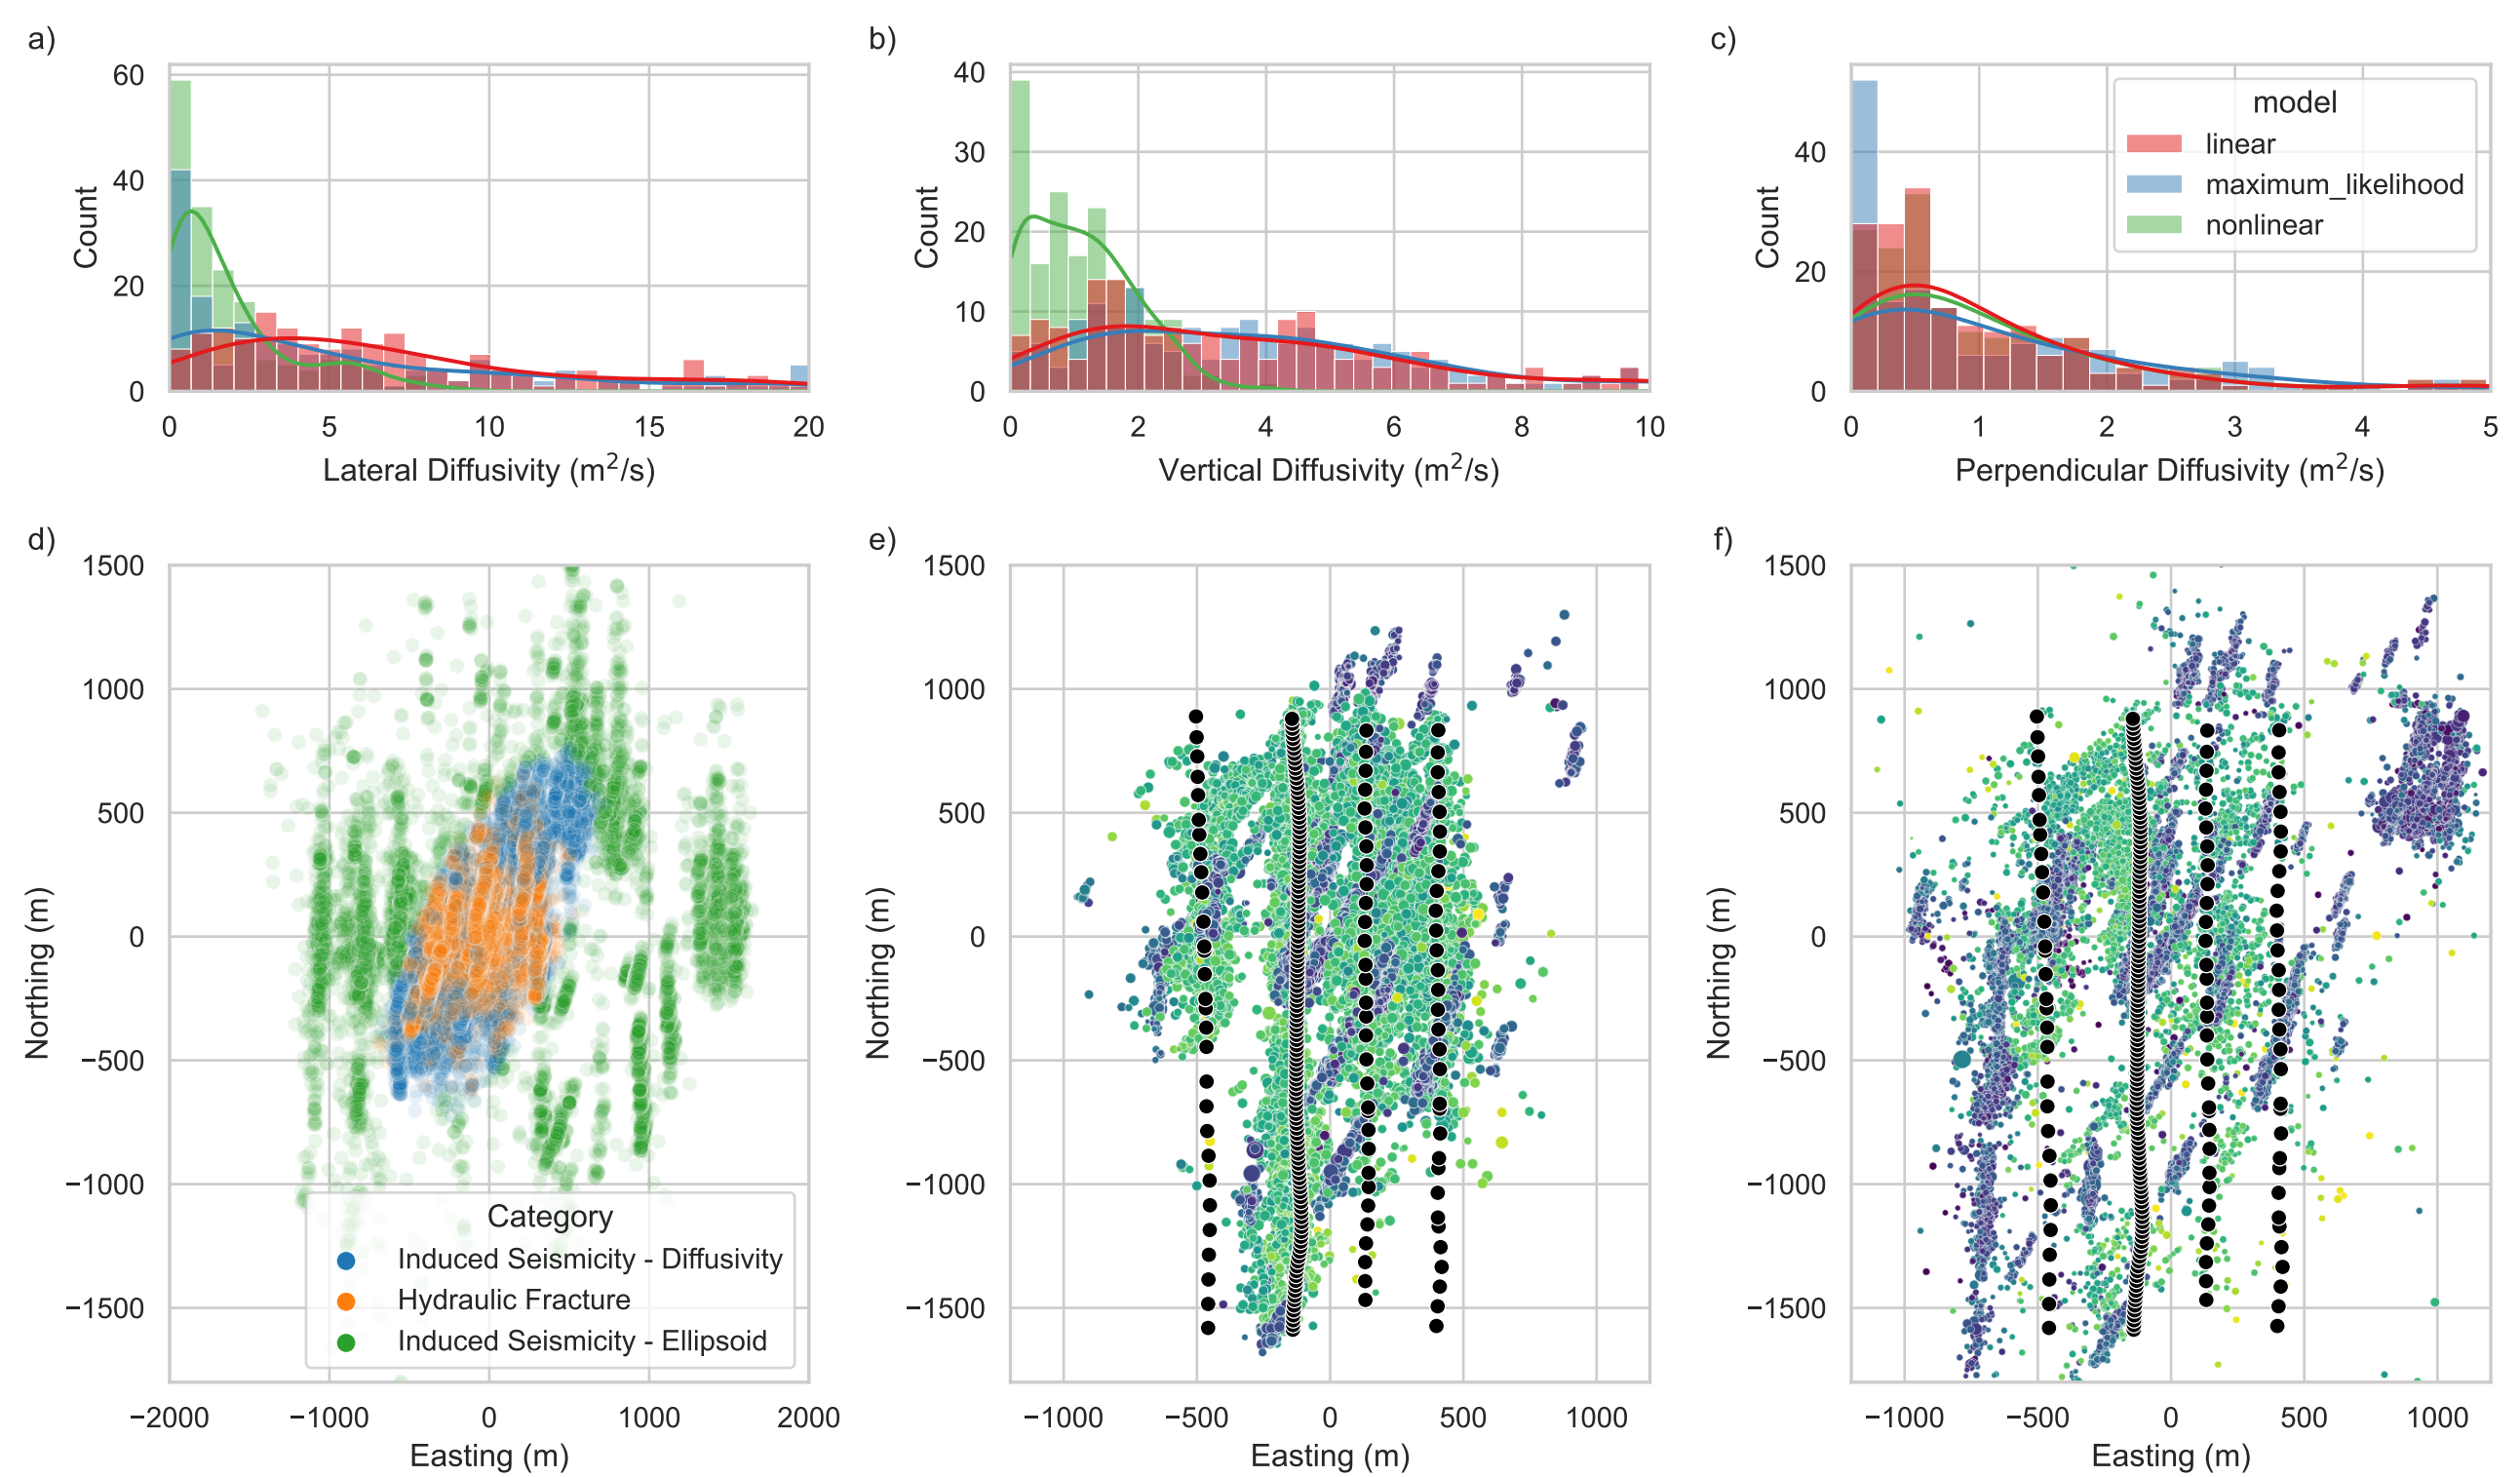 a)
60
40
20
0
Count
0 5 10 15 20
Lateral Diffusivity (m²/s)
b)
40
30
20
10
0
Count
0 2 4 6 8 10
Vertical Diffusivity (m²/s)
c)
40
20
0
Count
model
linear
maximum_likelihood
nonlinear
0 1 2 3 4 5
Perpendicular Diffusivity (m²/s)
d)
1500
1000
500
0
−500
−1000
−1500
Northing (m)
Category
Induced Seismicity - Diffusivity
Hydraulic Fracture
Induced Seismicity - Ellipsoid
−2000 −1000 0 1000 2000
Easting (m)
e)
1500
1000
500
0
−500
−1000
−1500
Northing (m)
−1000 −500 0 500 1000
Easting (m)
f)
1500
1000
500
0
−500
−1000
−1500
Northing (m)
−1000 −500 0 500 1000
Easting (m)